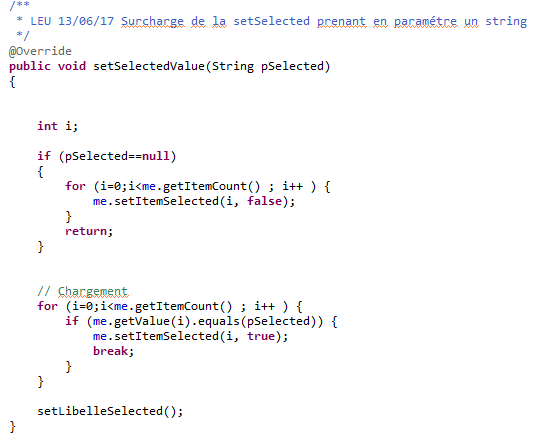 /**
 * LEU 13/06/17 Surcharge de la setSelected prenant en paramétre un string
 */
@Override
public void setSelectedValue(String pSelected)
{
    int i;
    if (pSelected==null)
    {
        for (i=0;i<me.getItemCount() ; i++ ) {
            me.setItemSelected(i, false);
        }
        return;
    }
    // Chargement
    for (i=0;i<me.getItemCount() ; i++ ) {
        if (me.getValue(i).equals(pSelected)) {
            me.setItemSelected(i, true);
            break;
        }
    }
    setLibelleSelected();
}